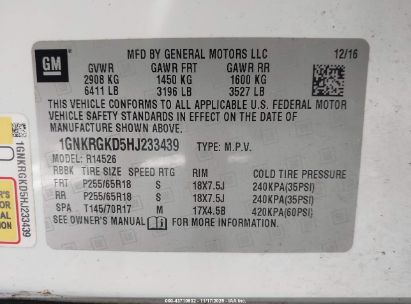 GM
MFD BY GENERAL MOTORS LLC 12/16
GVWR GAWR FRT GAWR RR
2908 KG 1450 KG 1600 KG
6411 LB 3196 LB 3527 LB
THIS VEHICLE CONFORMS TO ALL APPLICABLE U.S. FEDERAL MOTOR
VEHICLE SAFETY STANDARDS IN EFFECT ON THE DATE OF
MANUFACTURE SHOWN ABOVE.
1GNKRGKD5HJ233439 TYPE: M.P.V.
MODEL: R14526
RBBK TIRE SIZE SPEED RTG RIM COLD TIRE PRESSURE
FRT P255/65R18 S 18X7.5J 240KPA(35PSI)
RR P255/65R18 S 18X7.5J 240KPA(35PSI)
SPA T145/70R17 M 17X4.5B 420KPA(60PSI)
SEE OWNER'S MANUAL FOR MORE INFORMATION.
1GNKRGKD5HJ233439